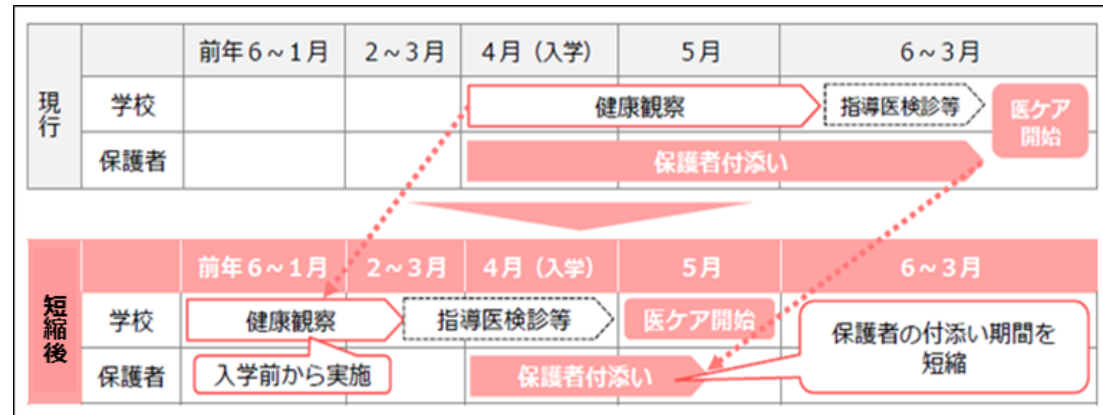 前年6~1月 2~3月 4月(入学) 5月 6~3月
現行
学校 健康観察 指導医検診等 医ケア
開始
保護者 保護者付添い
前年6~1月 2~3月 4月(入学) 5月 6~3月
短縮後
学校 健康観察 指導医検診等 医ケア開始
保護者の付添い期間を
短縮
保護者 入学前から実施 保護者付添い